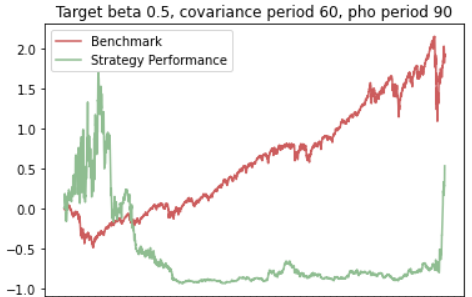 Target beta 0.5, covariance period 60, pho period 90
Benchmark
Strategy Performance
2.0
1.5
1.0
0.5
0.0
−0.5
−1.0